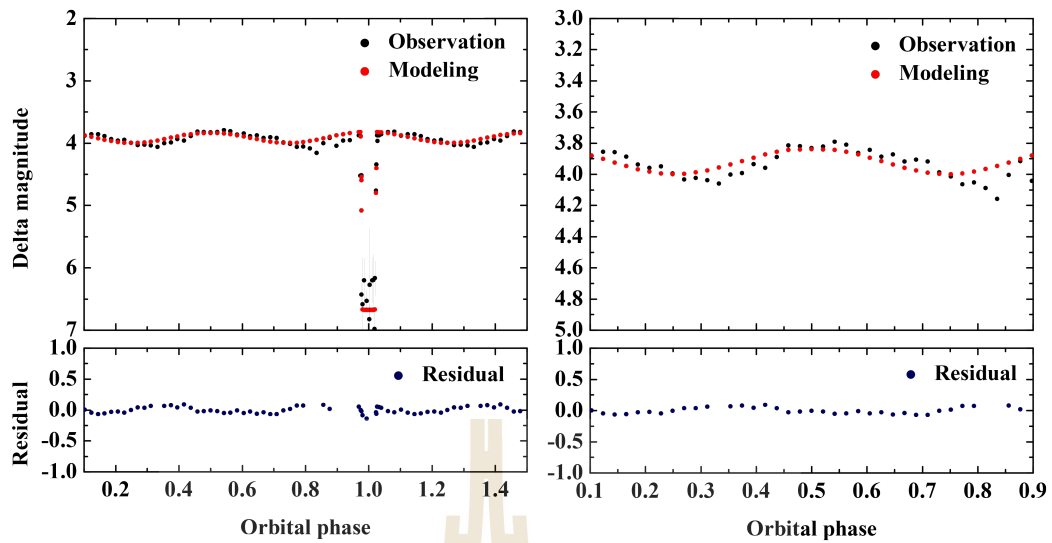 2
3
4
5
6
7
Delta magnitude
Observation
Modeling
1.0
0.5
0.0
-0.5
-1.0
Residual
Residual
0.2 0.4 0.6 0.8 1.0 1.2 1.4
Orbital phase
3.0
3.2
3.4
3.6
3.8
4.0
4.2
4.4
4.6
4.8
5.0
Observation
Modeling
1.0
0.5
0.0
-0.5
-1.0
Residual
0.1 0.2 0.3 0.4 0.5 0.6 0.7 0.8 0.9
Orbital phase